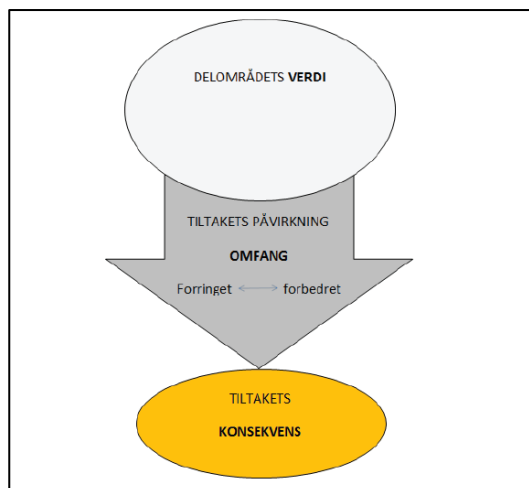 DELOMRÅDETS VERDI
TILTAKETS PÅVIRKNING
OMFANG
Forringet ⟷ forbedret
TILTAKETS
KONSEKVENS